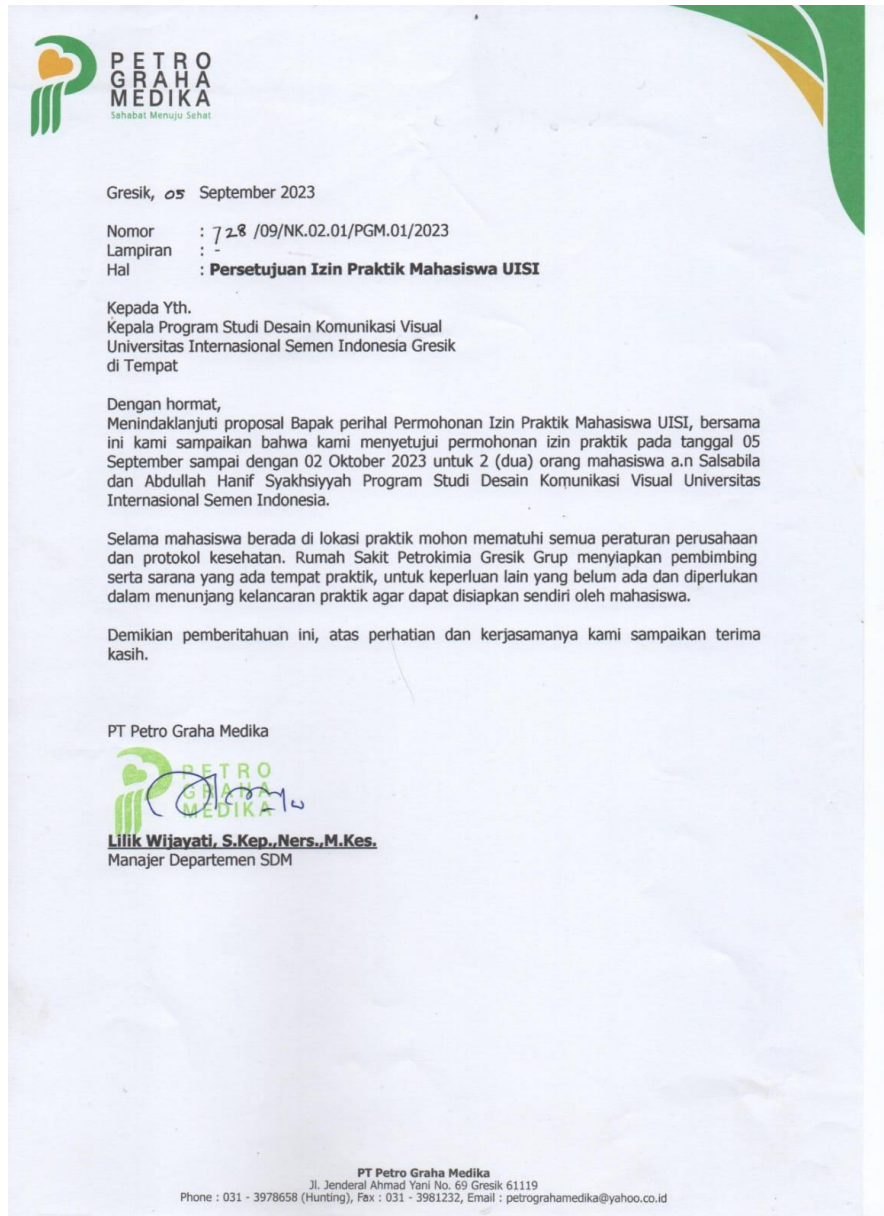 PETRO
GRAHA
MEDIKA
Sahabat Menuju Sehat
Gresik, 05 September 2023
Nomor : 728 /09/NK.02.01/PGM.01/2023
Lampiran : -
Hal : Persetujuan Izin Praktik Mahasiswa UISI
Kepada Yth.
Kepala Program Studi Desain Komunikasi Visual
Universitas Internasional Semen Indonesia Gresik
di Tempat
Dengan hormat,
Menindaklanjuti proposal Bapak perihal Permohonan Izin Praktik Mahasiswa UISI, bersama
ini kami sampaikan bahwa kami menyetujui permohonan izin praktik pada tanggal 05
September sampai dengan 02 Oktober 2023 untuk 2 (dua) orang mahasiswa a.n Salsabila
dan Abdullah Hanif Syakhsiyyah Program Studi Desain Komunikasi Visual Universitas
Internasional Semen Indonesia.
Selama mahasiswa berada di lokasi praktik mohon mematuhi semua peraturan perusahaan
dan protokol kesehatan. Rumah Sakit Petrokimia Gresik Grup menyiapkan pembimbing
serta sarana yang ada tempat praktik, untuk keperluan lain yang belum ada dan diperlukan
dalam menunjang kelancaran praktik agar dapat disiapkan sendiri oleh mahasiswa.
Demikian pemberitahuan ini, atas perhatian dan kerjasamanya kami sampaikan terima
kasih.
PT Petro Graha Medika
PETRO
GRAHA
MEDIKA
Lilik Wijayati, S.Kep.,Ners.,M.Kes.
Manajer Departemen SDM
PT Petro Graha Medika
Jl. Jenderal Ahmad Yani No. 69 Gresik 61119
Phone : 031 - 3978658 (Hunting), Fax : 031 - 3981232, Email : petrograhamedika@yahoo.co.id